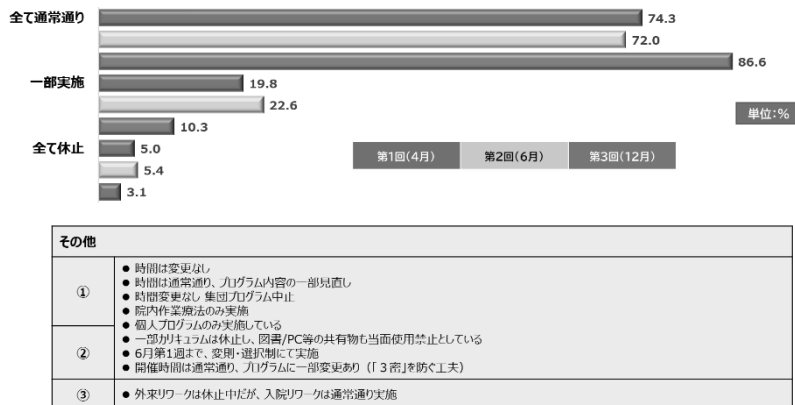 全て通常通り
74.3
72.0
86.6
一部実施
19.8
22.6
10.3
単位:%
全て休止
5.0
5.4
3.1
第1回(4月) 第2回(6月) 第3回(12月)
その他
①
● 時間は変更なし
● 時間は通常通り、プログラム内容の一部見直し
● 時間変更なし 集団プログラム中止
● 院内作業療法のみ実施
● 個人プログラムのみ実施している
②
● 一部カリキュラムは休止し、図書/PC等の共有物も当面使用禁止としている
● 6月第1週まで、変則・選択制にて実施
● 開催時間は通常通り、プログラムに一部変更あり（「３密」を防ぐ工夫）
③
● 外来リワークは休止中だが、入院リワークは通常通り実施